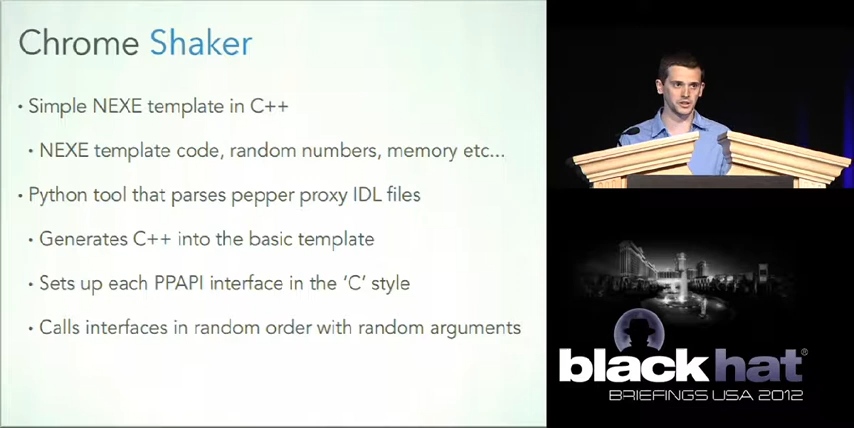 Chrome Shaker
• Simple NEXE template in C++
• NEXE template code, random numbers, memory etc...
• Python tool that parses pepper proxy IDL files
• Generates C++ into the basic template
• Sets up each PPAPI interface in the ‘C’ style
• Calls interfaces in random order with random arguments
black hat®
BRIEFINGS USA 2012